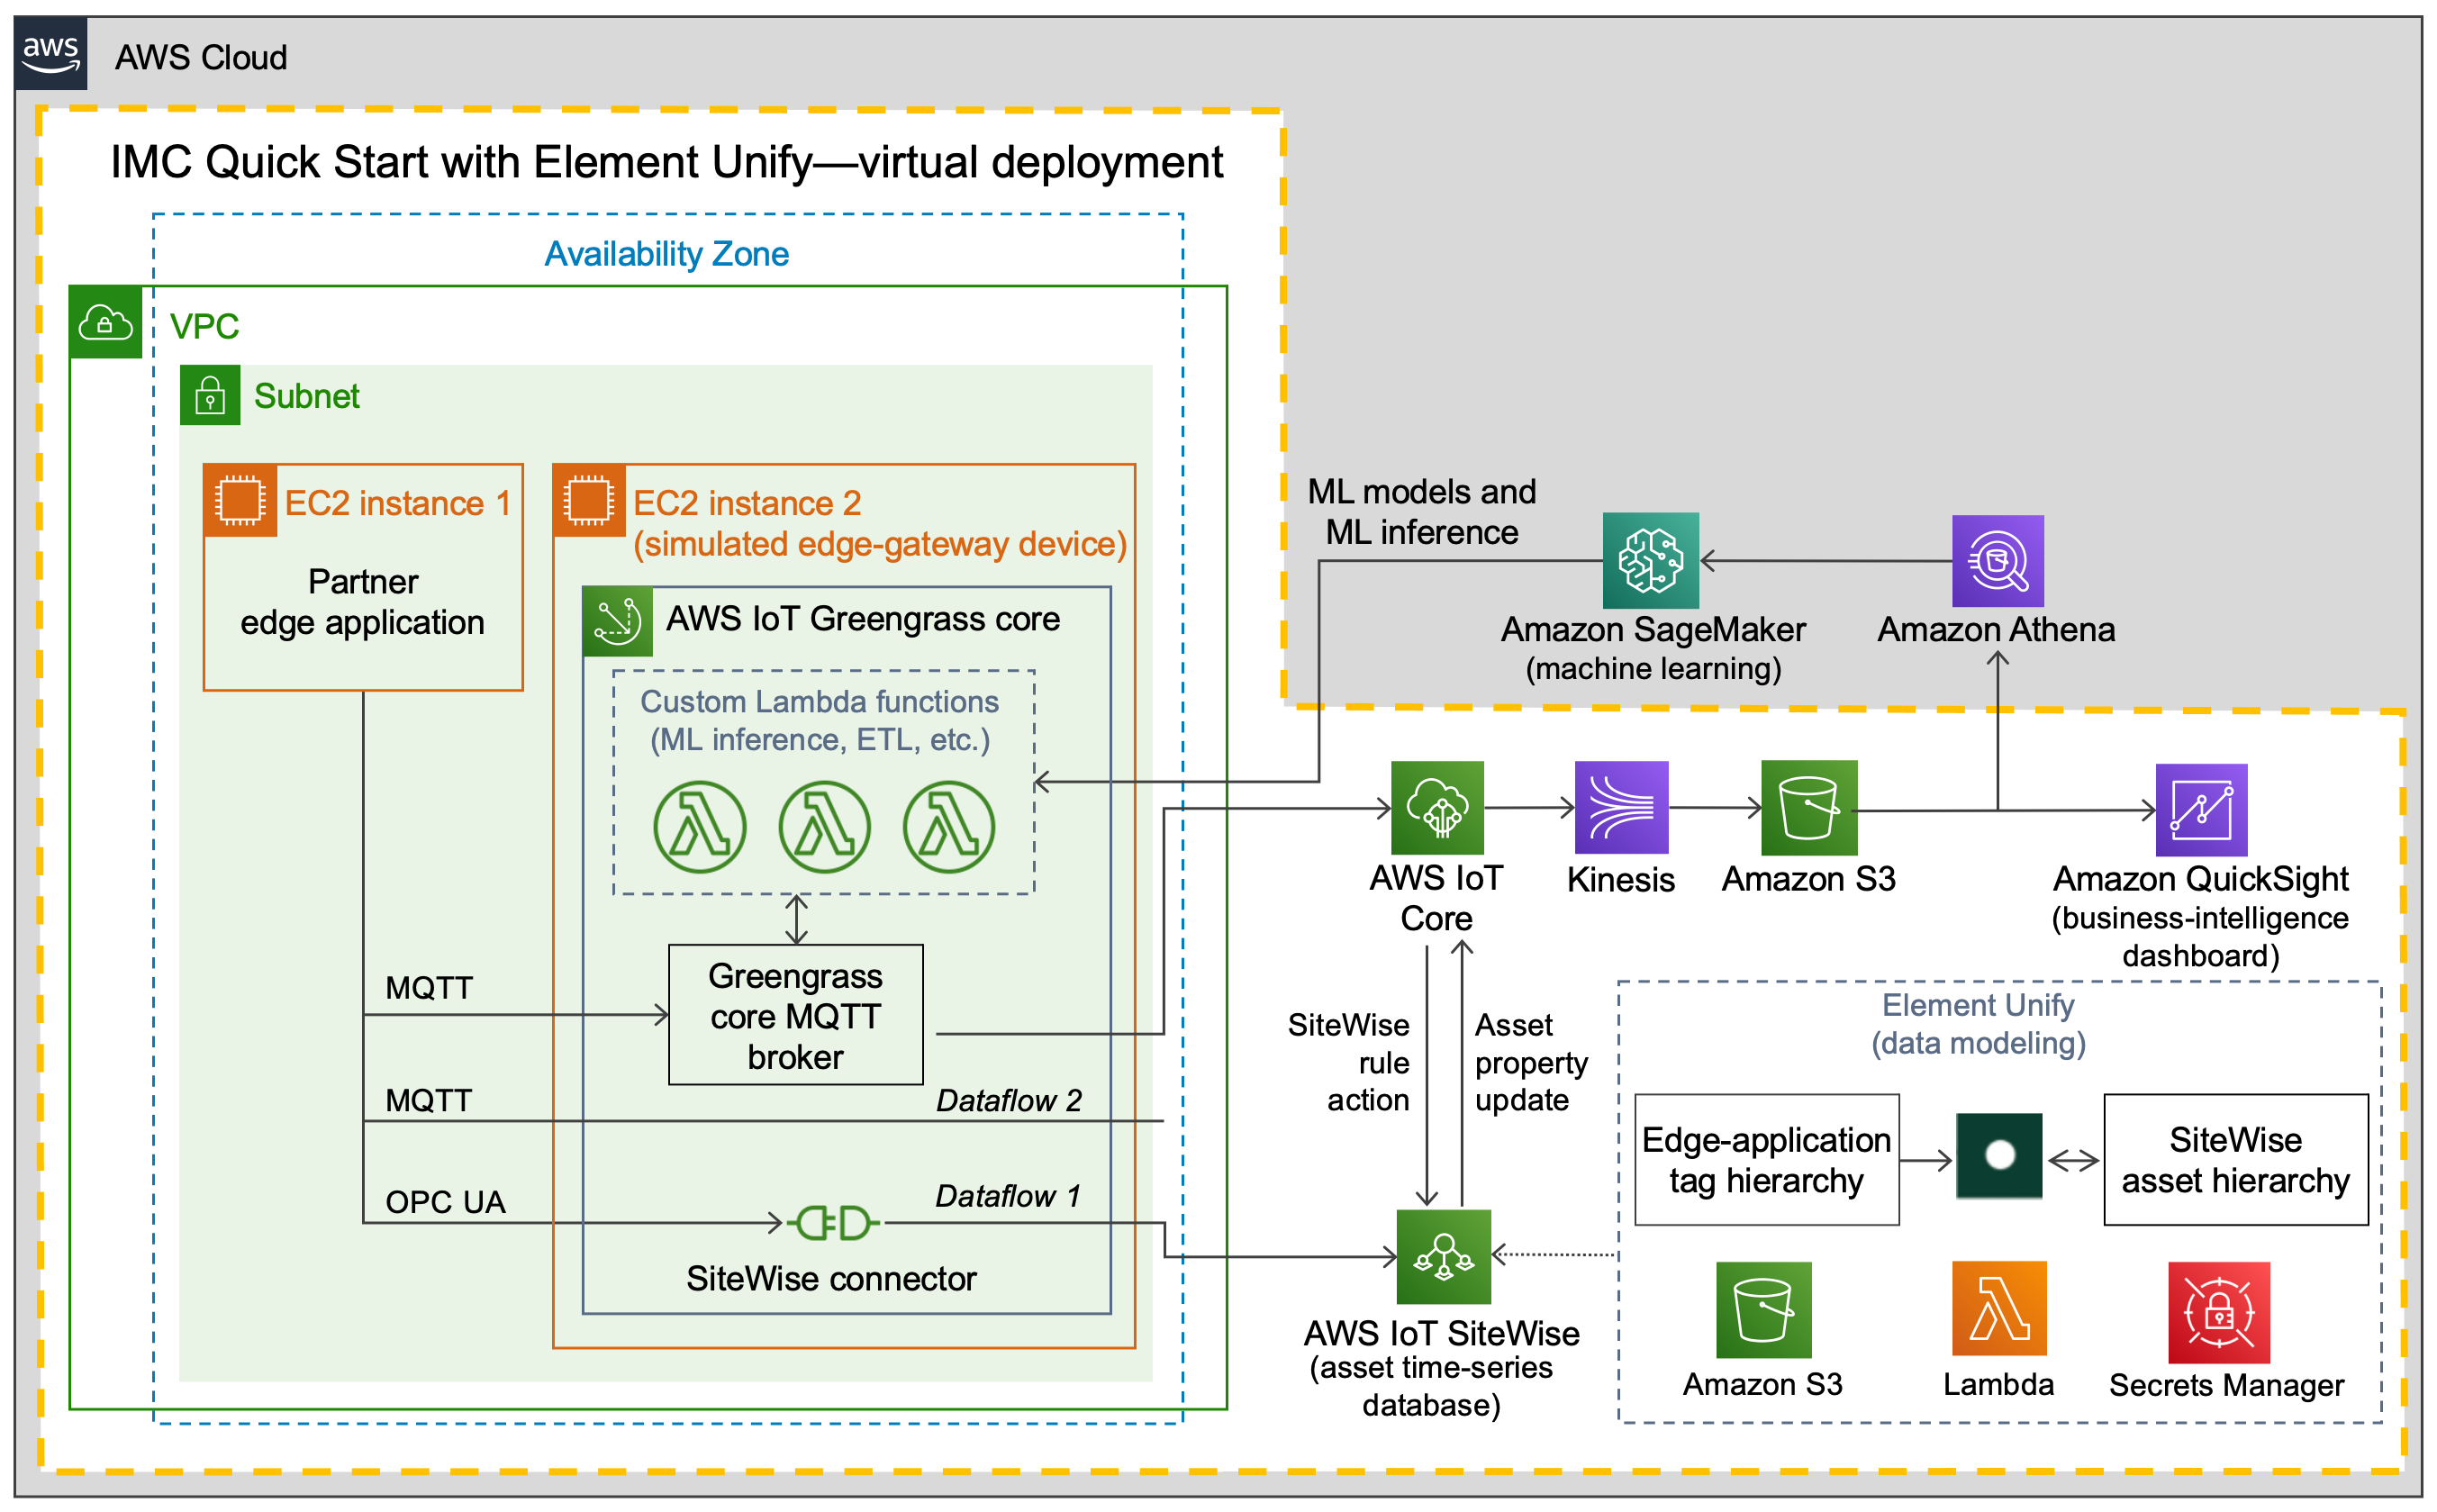 aws
AWS Cloud
IMC Quick Start with Element Unify—virtual deployment
Availability Zone
VPC
Subnet
EC2 instance 1
Partner
edge application
EC2 instance 2
(simulated edge-gateway device)
AWS IoT Greengrass core
Custom Lambda functions
(ML inference, ETL, etc.)
Greengrass
core MQTT
broker
MQTT
MQTT
Dataflow 2
OPC UA
Dataflow 1
SiteWise connector
ML models and
ML inference
Amazon SageMaker
(machine learning)
Amazon Athena
AWS IoT
Core
Kinesis
Amazon S3
Amazon QuickSight
(business-intelligence
dashboard)
SiteWise
rule
action
Asset
property
update
AWS IoT SiteWise
(asset time-series
database)
Element Unify
(data modeling)
Edge-application
tag hierarchy
SiteWise
asset hierarchy
Amazon S3
Lambda
Secrets Manager